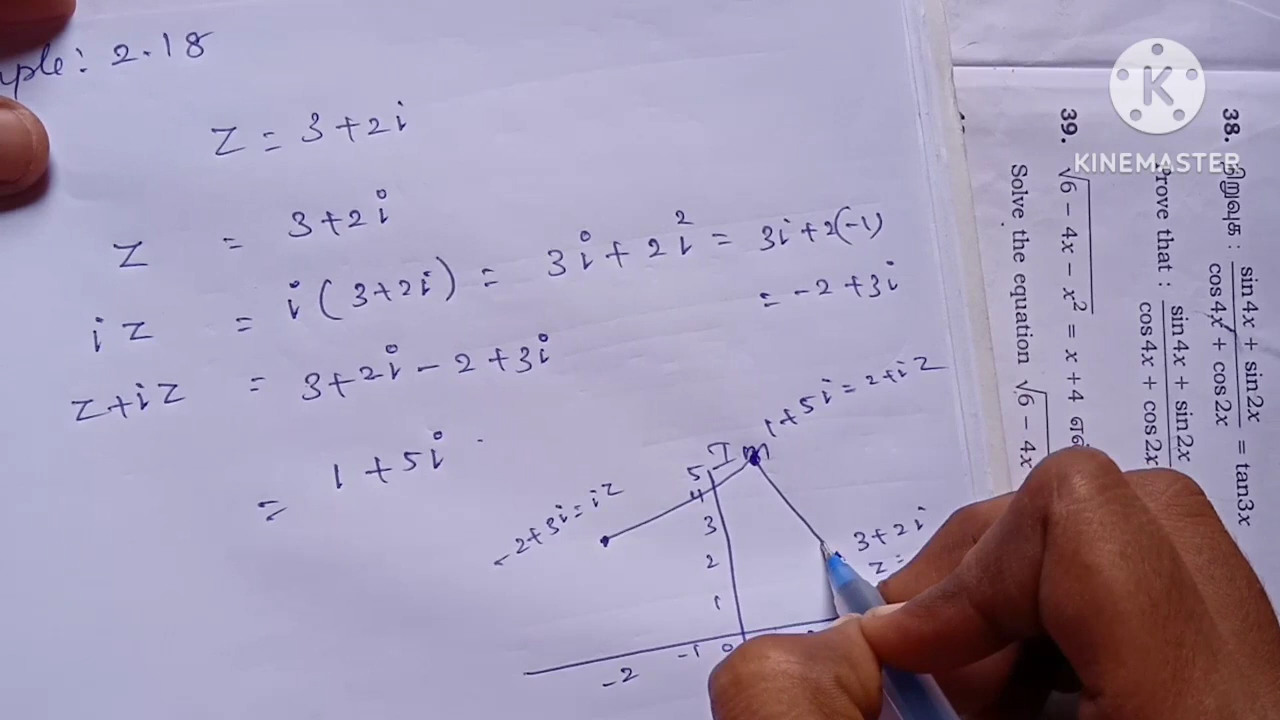 ple: 2.18
z = 3+2i
z = 3+2i
iz = i(3+2i) = 3i+2i² = 3i+2(-1)
= -2+3i
z+iz = 3+2i-2+3i
= 1+5i
1+5i=z+iz
Im
5
4
-2+3i=iz
3
3+2i
z=
2
1
-2 -1 0
38. நிறுவுக : sin4x + sin2x / cos4x + cos2x = tan3x
Prove that : sin4x + sin2x / cos4x + cos2x
39. √6 − 4x − x² = x + 4
Solve the equation √6 − 4x
KINEMASTER